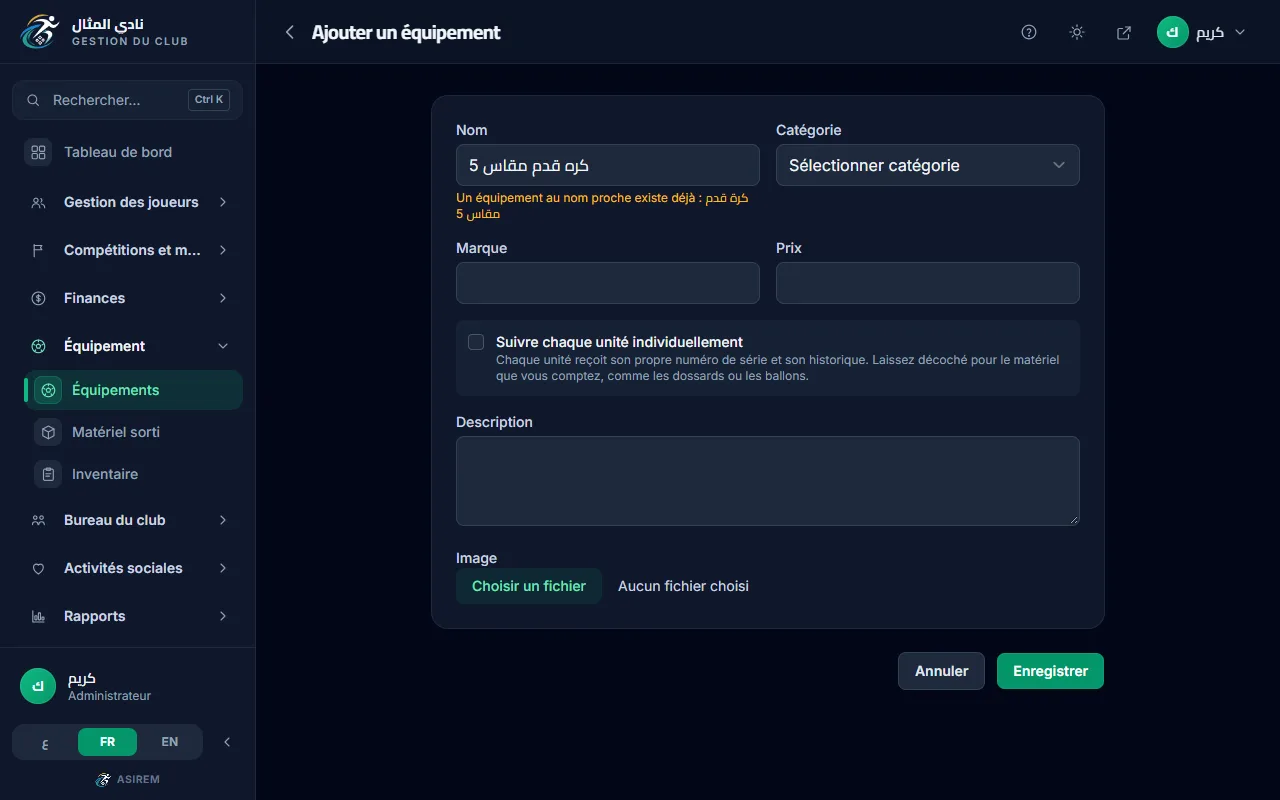 نادي المثال
GESTION DU CLUB
Rechercher...
Ctrl K
Tableau de bord
Gestion des joueurs
Compétitions et m...
Finances
Équipement
Équipements
Matériel sorti
Inventaire
Bureau du club
Activités sociales
Rapports
ك
كريم
Administrateur
ع
FR
EN
ASIREM
Ajouter un équipement
ك
كريم
Nom
كره قدم مقاس 5
Un équipement au nom proche existe déjà : كرة قدم
مقاس 5
Catégorie
Sélectionner catégorie
Marque
Prix
Suivre chaque unité individuellement
Chaque unité reçoit son propre numéro de série et son historique. Laissez décoché pour le matériel
que vous comptez, comme les dossards ou les ballons.
Description
Image
Choisir un fichier
Aucun fichier choisi
Annuler
Enregistrer